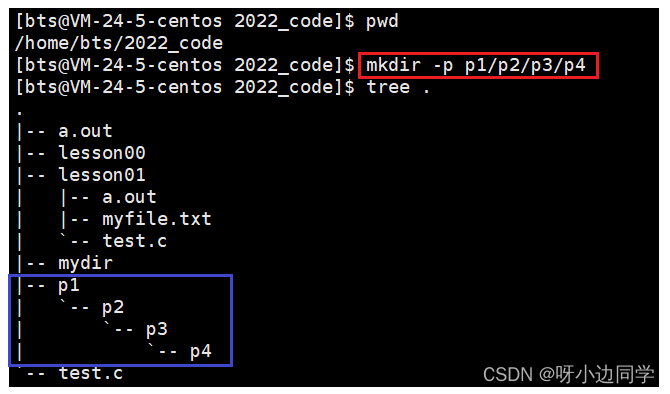 [bts@VM-24-5-centos 2022_code]$ pwd
/home/bts/2022_code
[bts@VM-24-5-centos 2022_code]$ mkdir -p p1/p2/p3/p4
[bts@VM-24-5-centos 2022_code]$ tree .
.
|-- a.out
|-- lesson00
|-- lesson01
|   |-- a.out
|   |-- myfile.txt
|   `-- test.c
|-- mydir
|-- p1
|   `-- p2
|       `-- p3
|           `-- p4
`-- test.c
CSDN @呀小边同学